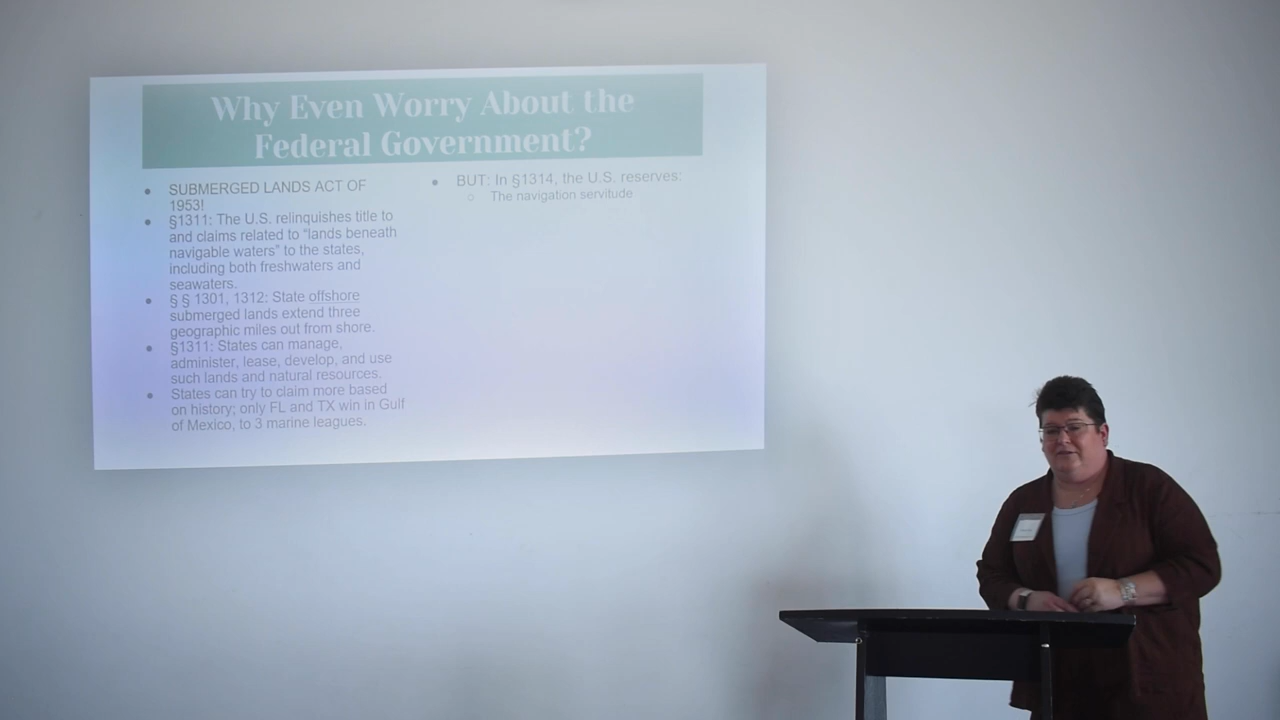 Why Even Worry About the
Federal Government?
● SUBMERGED LANDS ACT OF
1953!
● §1311: The U.S. relinquishes title to
and claims related to “lands beneath
navigable waters” to the states,
including both freshwaters and
seawaters.
● § § 1301, 1312: State offshore
submerged lands extend three
geographic miles out from shore.
● §1311: States can manage,
administer, lease, develop, and use
such lands and natural resources.
● States can try to claim more based
on history; only FL and TX win in Gulf
of Mexico, to 3 marine leagues.
● BUT: In §1314, the U.S. reserves:
○ The navigation servitude